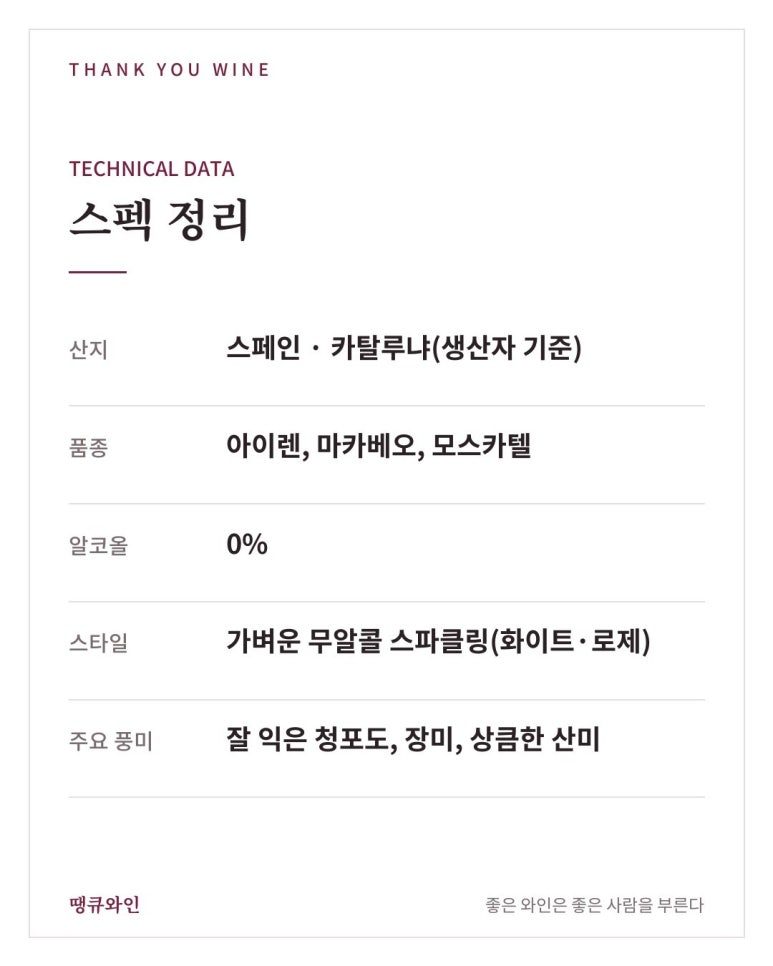 THANK YOU WINE
TECHNICAL DATA
스펙 정리
산지 스페인 · 카탈루냐(생산자 기준)
품종 아이렌, 마카베오, 모스카텔
알코올 0%
스타일 가벼운 무알콜 스파클링(화이트·로제)
주요 풍미 잘 익은 청포도, 장미, 상큼한 산미
땡큐와인 좋은 와인은 좋은 사람을 부른다